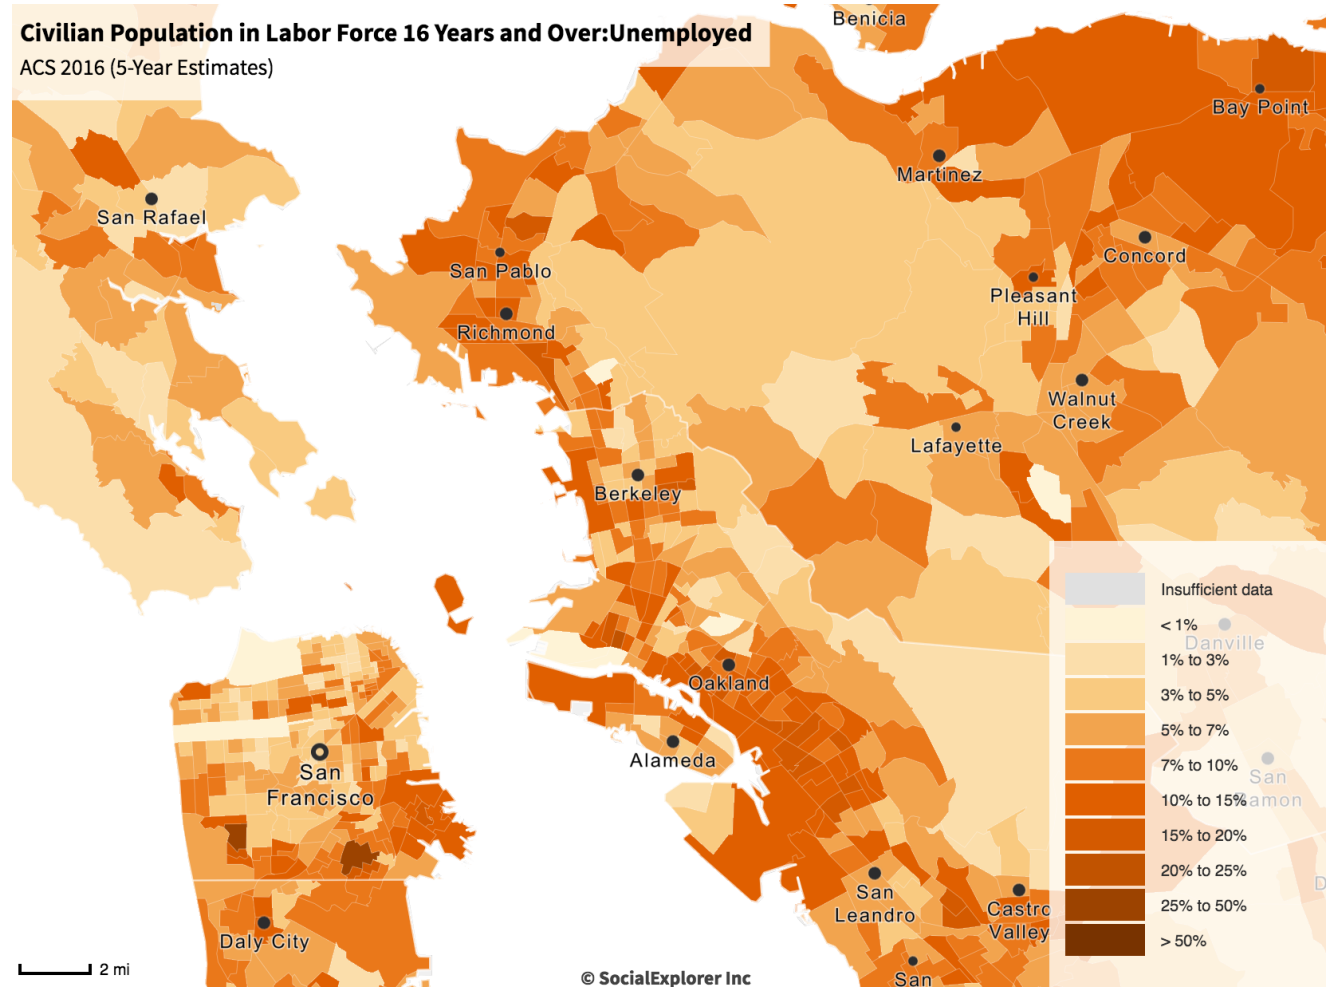 Civilian Population in Labor Force 16 Years and Over:Unemployed
ACS 2016 (5-Year Estimates)
Benicia
Bay Point
Martinez
San Rafael
Concord
San Pablo
Pleasant
Hill
Richmond
Walnut
Creek
Lafayette
Berkeley
Insufficient data
< 1%
Danville
1% to 3%
Oakland
3% to 5%
5% to 7%
Alameda
7% to 10%
San
Francisco
San
Ramon
10% to 15%
15% to 20%
20% to 25%
D
San
Leandro
25% to 50%
Castro
Valley
> 50%
Daly City
2 mi
© SocialExplorer Inc
San